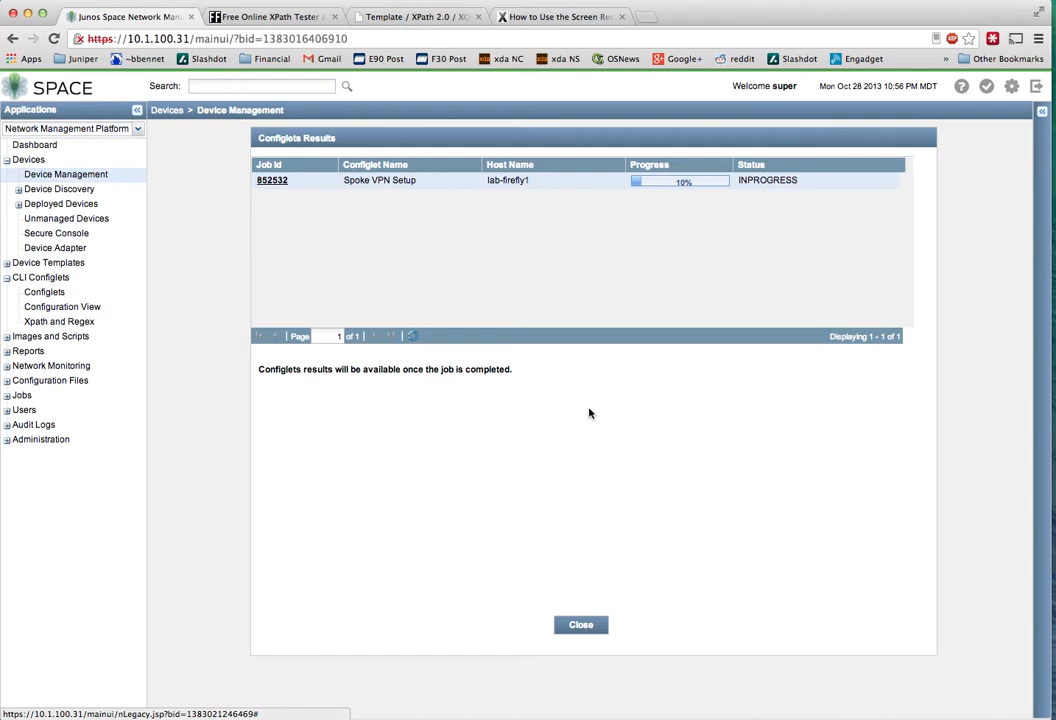 Junos Space Network Mana
Free Online XPath Tester /
Template / XPath 2.0 / XQ
How to Use the Screen Rec
https://10.1.100.31/mainui/?bid=1383016406910
Apps Juniper Slashdot ~bbennet Slashdot Financial Gmail E90 Post F30 Post xda NC xda NS OSNews Google+ reddit Slashdot Engadget » Other Bookmarks
SPACE
Search:
Welcome super
Mon Oct 28 2013 10:56 PM MDT
Applications
Devices > Device Management
Network Management Platform
Dashboard
Devices
Device Management
Device Discovery
Deployed Devices
Unmanaged Devices
Secure Console
Device Adapter
Device Templates
CLI Configlets
Configlets
Configuration View
Xpath and Regex
Images and Scripts
Reports
Network Monitoring
Configuration Files
Jobs
Users
Audit Logs
Administration
Configlets Results
Job Id Configlet Name Host Name Progress Status
852532 Spoke VPN Setup lab-firefly1 10% INPROGRESS
Page 1 of 1
Displaying 1 - 1 of 1
Configlets results will be available once the job is completed.
Close
https://10.1.100.31/mainui/nLegacy.jsp?bid=1383021246469#